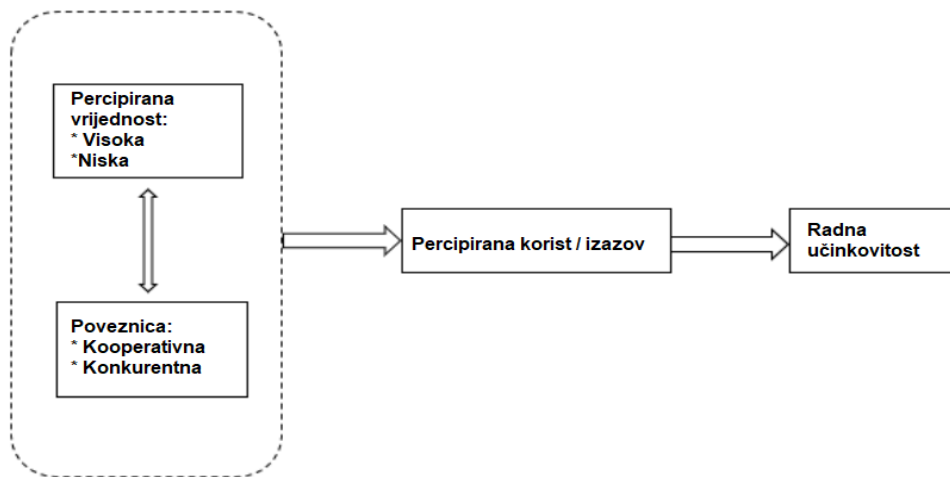 Percipirana
vrijednost:
* Visoka
*Niska
Poveznica:
* Kooperativna
* Konkurentna
Percipirana korist / izazov
Radna
učinkovitost